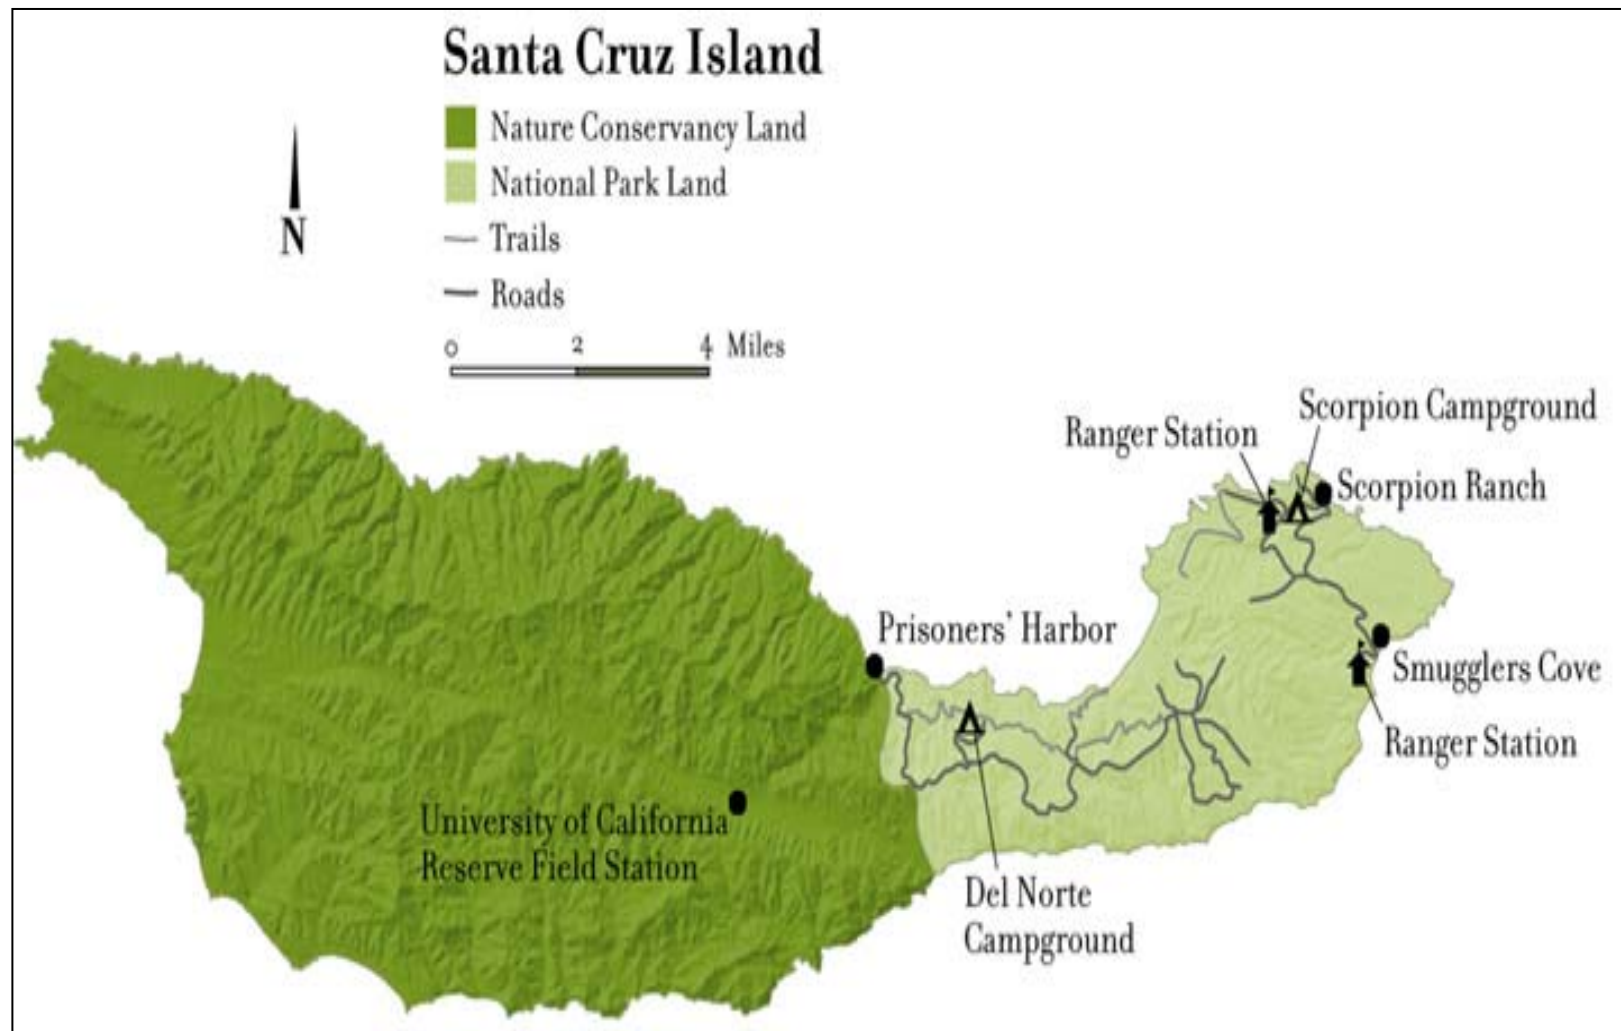 Santa Cruz Island
Nature Conservancy Land
National Park Land
Trails
Roads
N
0 2 4 Miles
Scorpion Campground
Ranger Station
Scorpion Ranch
Prisoners' Harbor
Smugglers Cove
Ranger Station
University of California
Reserve Field Station
Del Norte
Campground